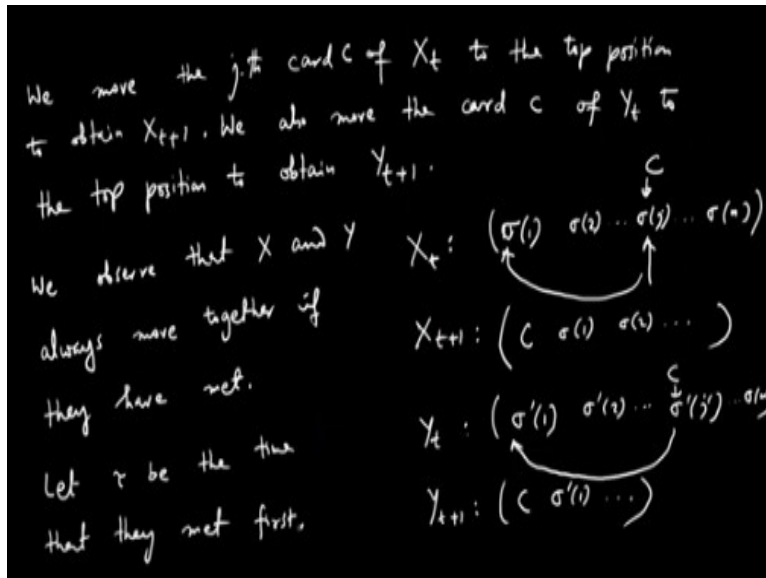 We move the j-th card C of X_t to the top position
to obtain X_{t+1}. We also move the card C of Y_t to
the top position to obtain Y_{t+1}.
We observe that X and Y
always move together if
they have met.
Let τ be the time
that they met first.
C
X_t : (σ(1) σ(2) ... σ(j) ... σ(n))
X_{t+1} : (C σ(1) σ(2) ... )
C
Y_t : (σ'(1) σ'(2) ... σ'(j') ... σ(n
Y_{t+1} : (C σ'(1) ... )